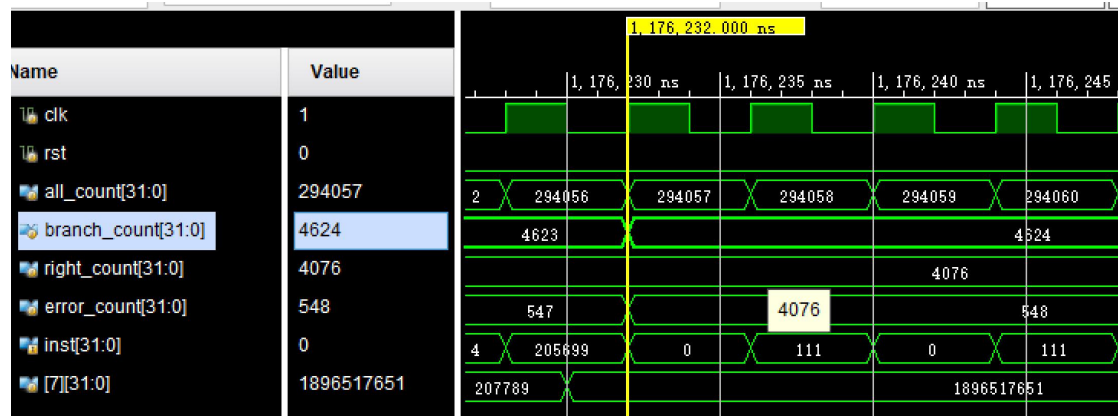 1,176,232.000 ns
Name Value 1,176,230 ns 1,176,235 ns 1,176,240 ns 1,176,245
clk 1
rst 0
all_count[31:0] 294057 2 294056 294057 294058 294059 294060
branch_count[31:0] 4624 4623 4624
right_count[31:0] 4076 4076
error_count[31:0] 548 547 4076 548
inst[31:0] 0 4 205699 0 111 0 111
[7][31:0] 1896517651 207789 1896517651